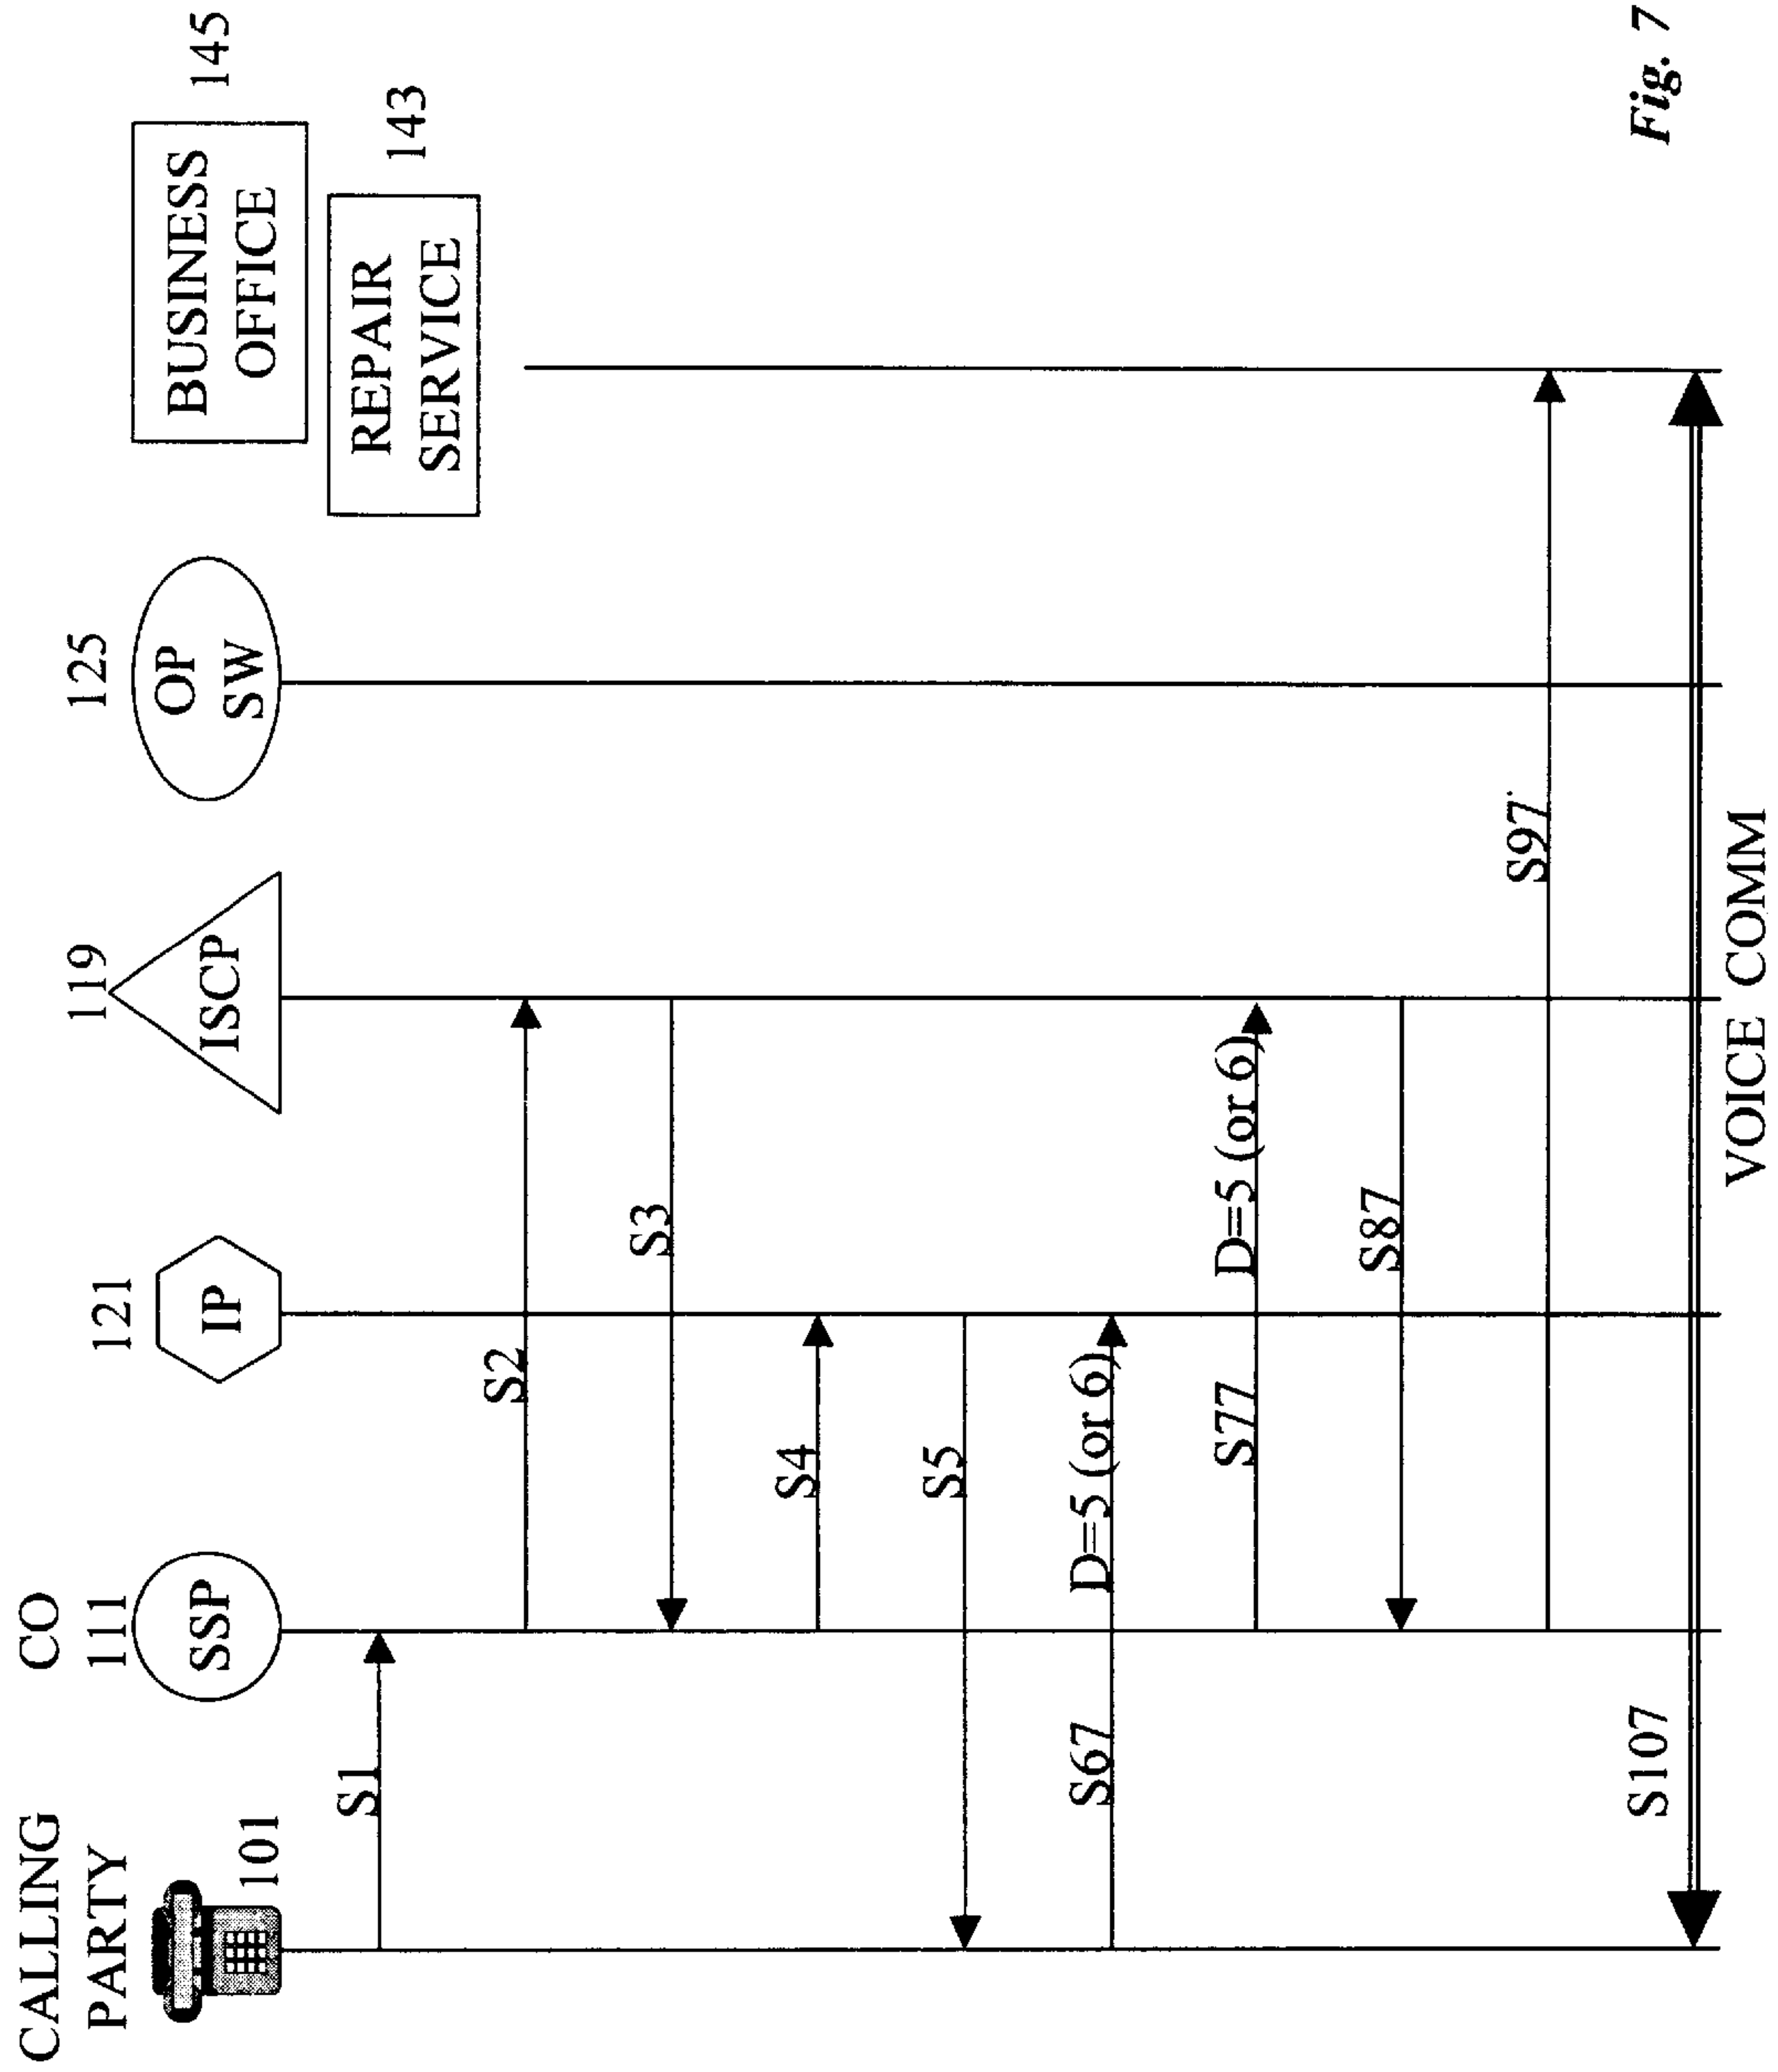 CALLING
PARTY
101
CO
111
SSP
121
IP
119
ISCP
125
OP
SW
BUSINESS
OFFICE
145
REPAIR
SERVICE
143
S1
S2
S3
S4
S5
S67 D=5 (or 6)
S77 D=5 (or 6)
S87
S97
S107
VOICE COMM
Fig. 7